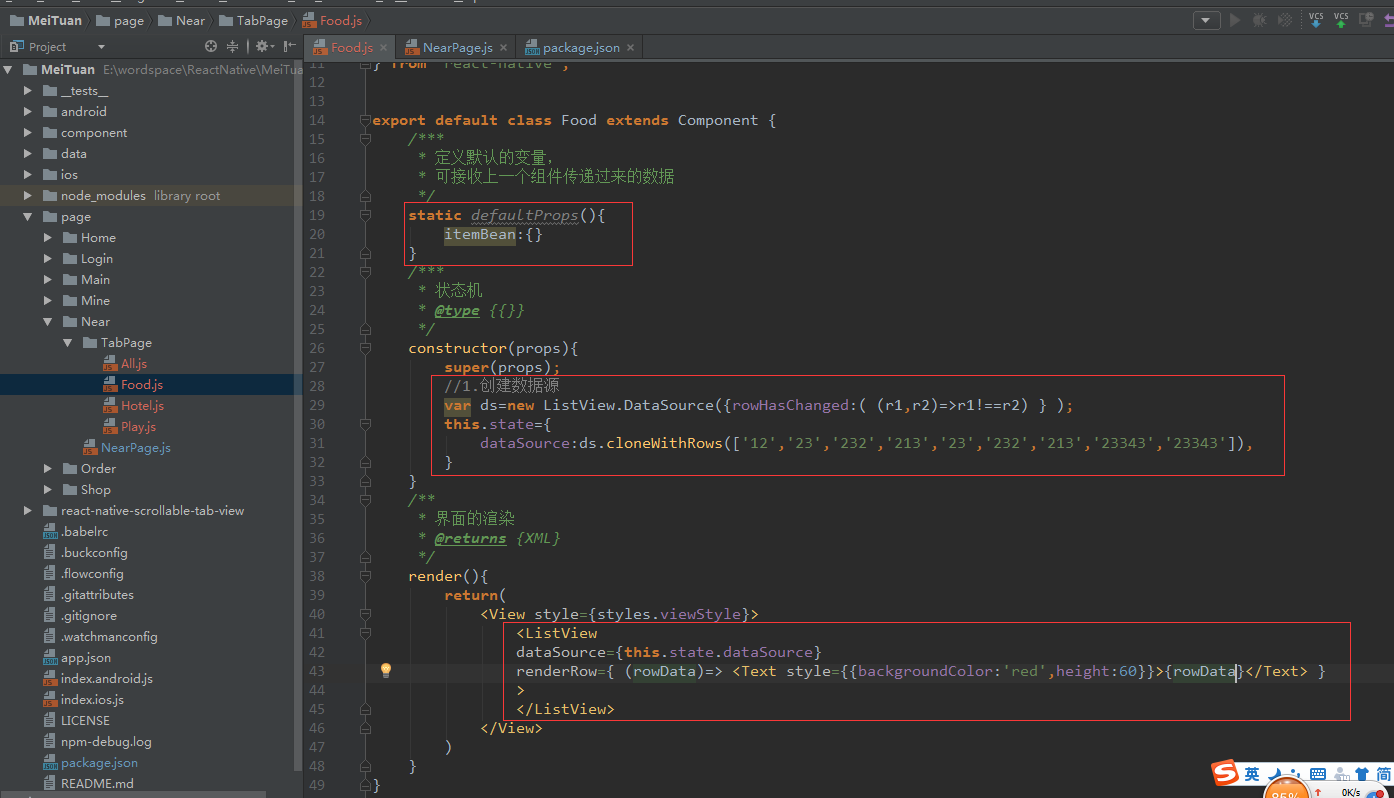 MeiTuan page Near TabPage Food.js
Project
Food.js NearPage.js package.json
MeiTuan E:\wordspace\ReactNative\MeiTua
__tests__
android
component
data
ios
node_modules library root
page
Home
Login
Main
Mine
Near
TabPage
All.js
Food.js
Hotel.js
Play.js
NearPage.js
Order
Shop
react-native-scrollable-tab-view
.babelrc
.buckconfig
.flowconfig
.gitattributes
.gitignore
.watchmanconfig
app.json
index.android.js
index.ios.js
LICENSE
npm-debug.log
package.json
README.md
11 } from 'react-native';
12
13
14 export default class Food extends Component {
15 /***
16 * 定义默认的变量，
17 * 可接收上一个组件传递过来的数据
18 */
19 static defaultProps(){
20 itemBean:{}
21 }
22 /***
23 * 状态机
24 * @type {{}}
25 */
26 constructor(props){
27 super(props);
28 //1.创建数据源
29 var ds=new ListView.DataSource({rowHasChanged:( (r1,r2)=>r1!==r2) } );
30 this.state={
31 dataSource:ds.cloneWithRows(['12','23','232','213','23','232','213','23343','23343']),
32 }
33 }
34 /**
35 * 界面的渲染
36 * @returns {XML}
37 */
38 render(){
39 return(
40 <View style={styles.viewStyle}>
41 <ListView
42 dataSource={this.state.dataSource}
43 renderRow={ (rowData)=> <Text style={{backgroundColor:'red',height:60}}>{rowData}</Text> }
44 >
45 </ListView>
46 </View>
47 )
48 }
49 }
VCS VCS
S 英 简
85% 0K/s